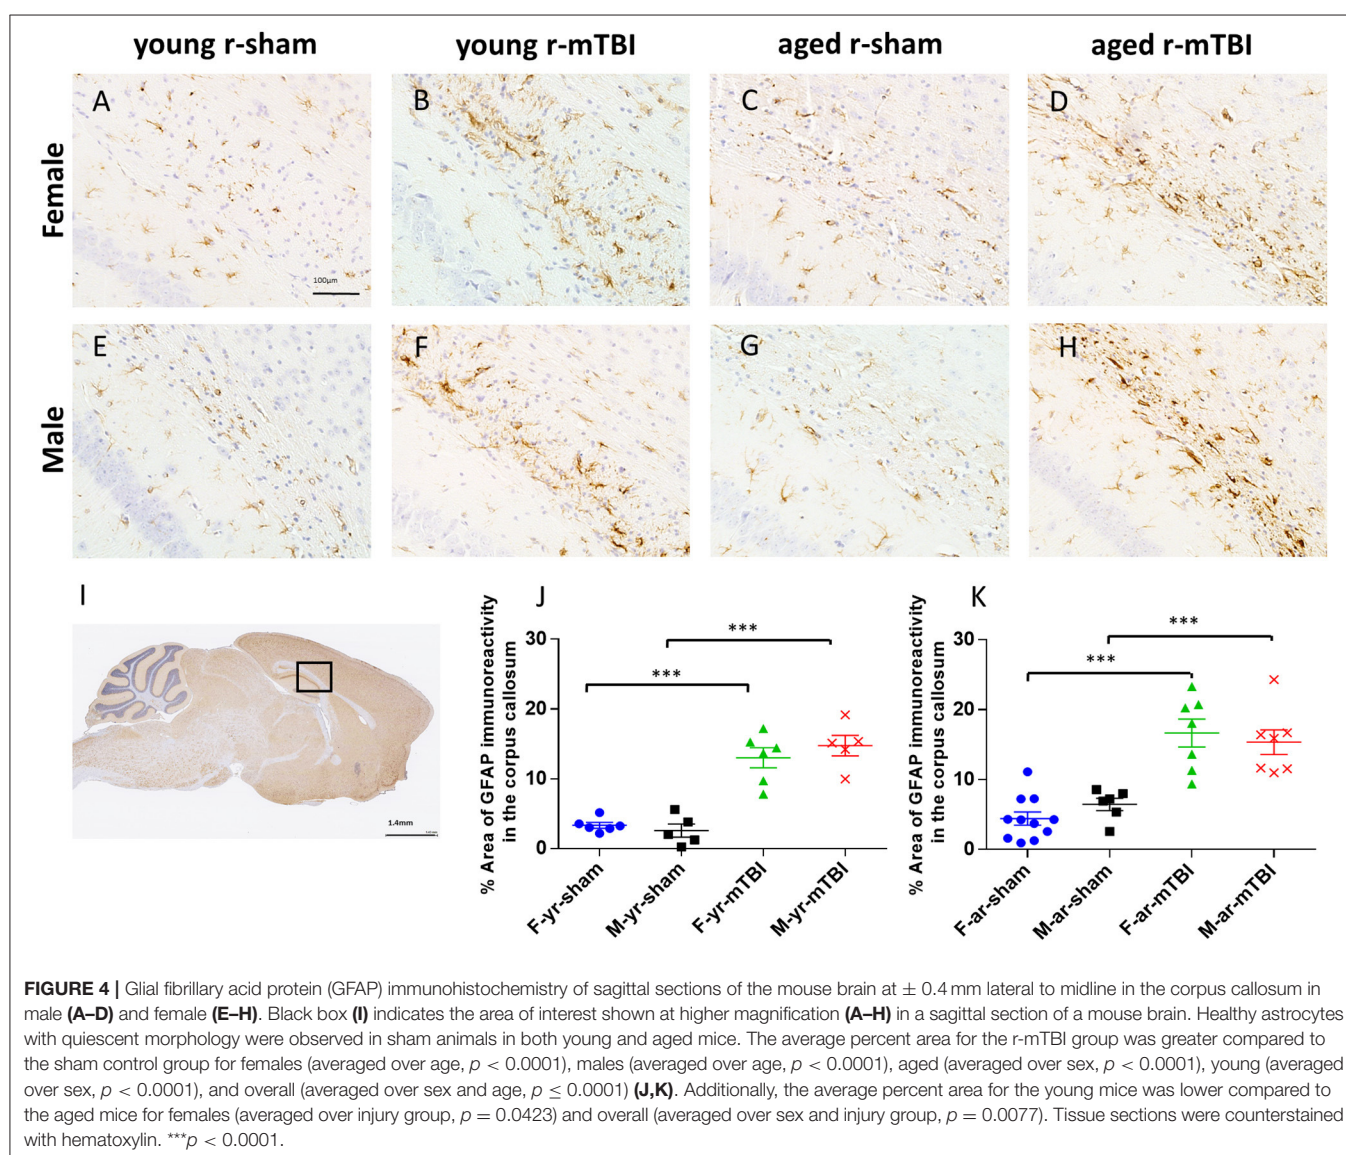 young r-sham
young r-mTBI
aged r-sham
aged r-mTBI
Female
A
B
C
D
100µm
Male
E
F
G
H
I
1.4mm
J
% Area of GFAP immunoreactivity
in the corpus callosum
30
20
10
0
***
***
F-yr-sham
M-yr-sham
F-yr-mTBI
M-yr-mTBI
K
% Area of GFAP immunoreactivity
in the corpus callosum
30
20
10
0
***
***
F-ar-sham
M-ar-sham
F-ar-mTBI
M-ar-mTBI
FIGURE 4 | Glial fibrillary acid protein (GFAP) immunohistochemistry of sagittal sections of the mouse brain at ± 0.4 mm lateral to midline in the corpus callosum in
male (A–D) and female (E–H). Black box (I) indicates the area of interest shown at higher magnification (A–H) in a sagittal section of a mouse brain. Healthy astrocytes
with quiescent morphology were observed in sham animals in both young and aged mice. The average percent area for the r-mTBI group was greater compared to
the sham control group for females (averaged over age, p < 0.0001), males (averaged over age, p < 0.0001), aged (averaged over sex, p < 0.0001), young (averaged
over sex, p < 0.0001), and overall (averaged over sex and age, p ≤ 0.0001) (J,K). Additionally, the average percent area for the young mice was lower compared to
the aged mice for females (averaged over injury group, p = 0.0423) and overall (averaged over sex and injury group, p = 0.0077). Tissue sections were counterstained
with hematoxylin. ***p < 0.0001.